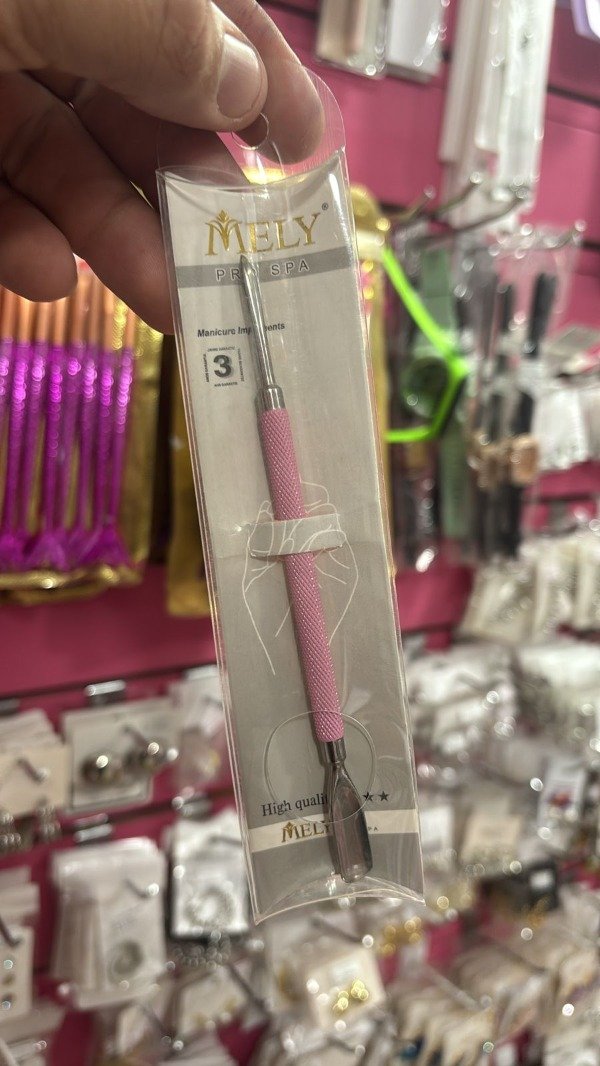 MELY®
PRO SPA
Manicure Implements
3
High quality ★★
MELY